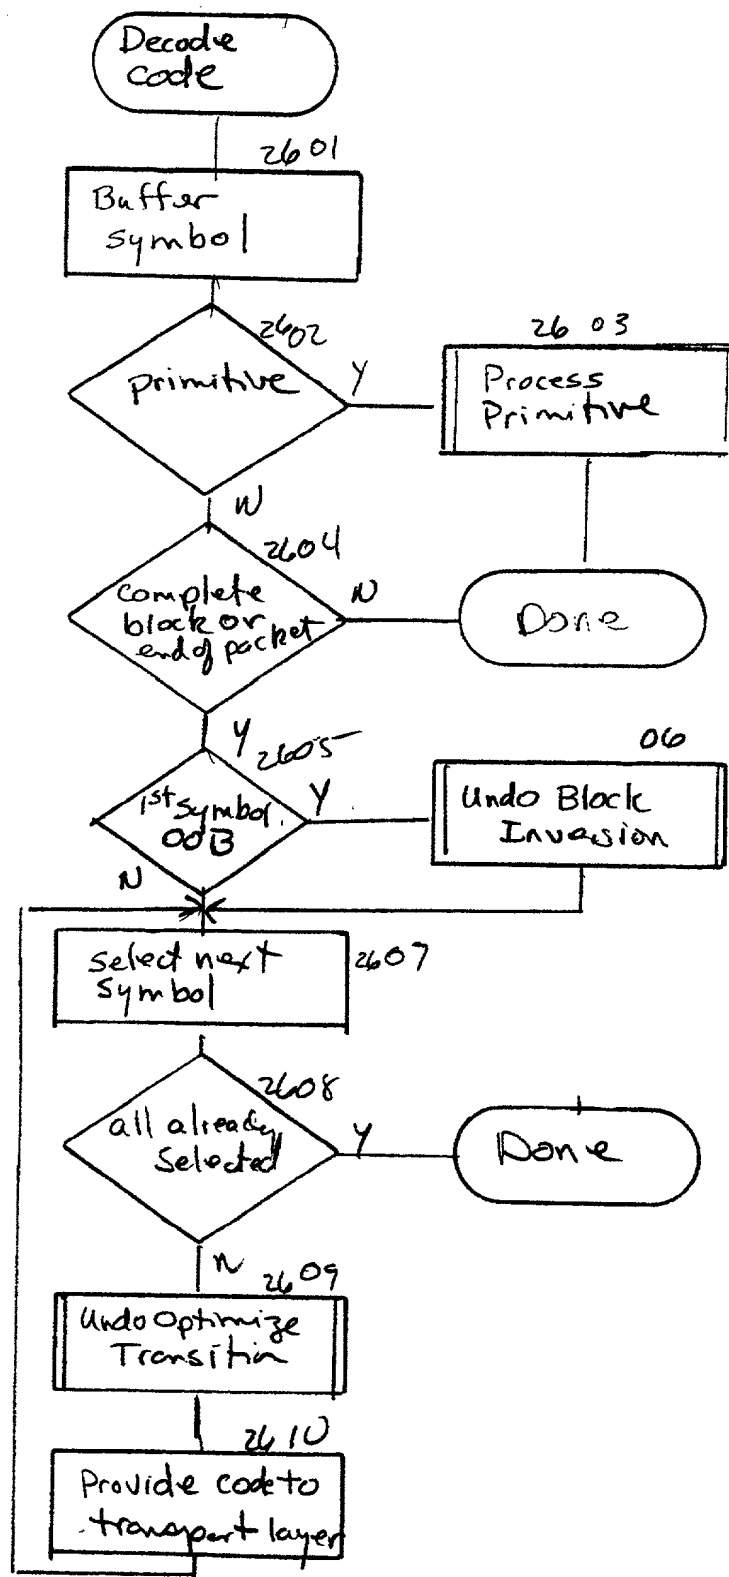 Decode
code
2601
Buffer
symbol
2602
primitive
Y
2603
Process
Primitive
N
2604
complete
block or
end of packet
N
Done
Y
2605
1st symbol
OOB
Y
06
Undo Block
Inversion
N
select next
symbol
2607
2608
all already
selected
Y
Done
N
2609
Undo Optimize
Transition
2610
Provide code to
transport layer